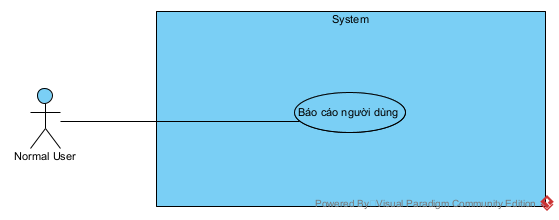 System
Báo cáo người dùng
Normal User
Powered By Visual Paradigm Community Edition